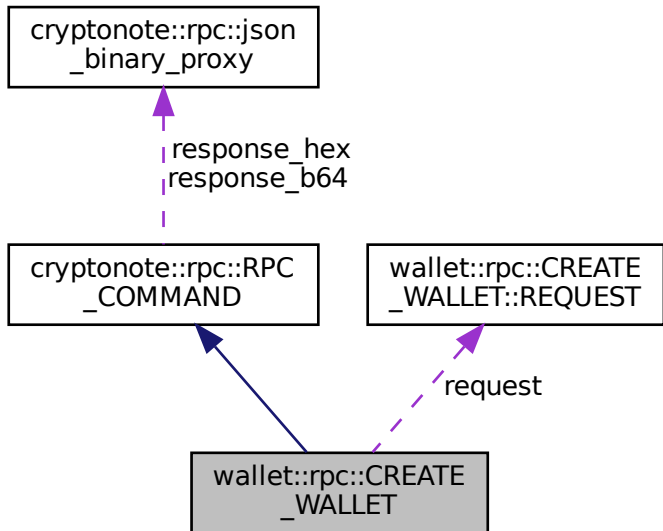 cryptonote::rpc::json
_binary_proxy
response_hex
response_b64
cryptonote::rpc::RPC
_COMMAND
wallet::rpc::CREATE
_WALLET::REQUEST
request
wallet::rpc::CREATE
_WALLET